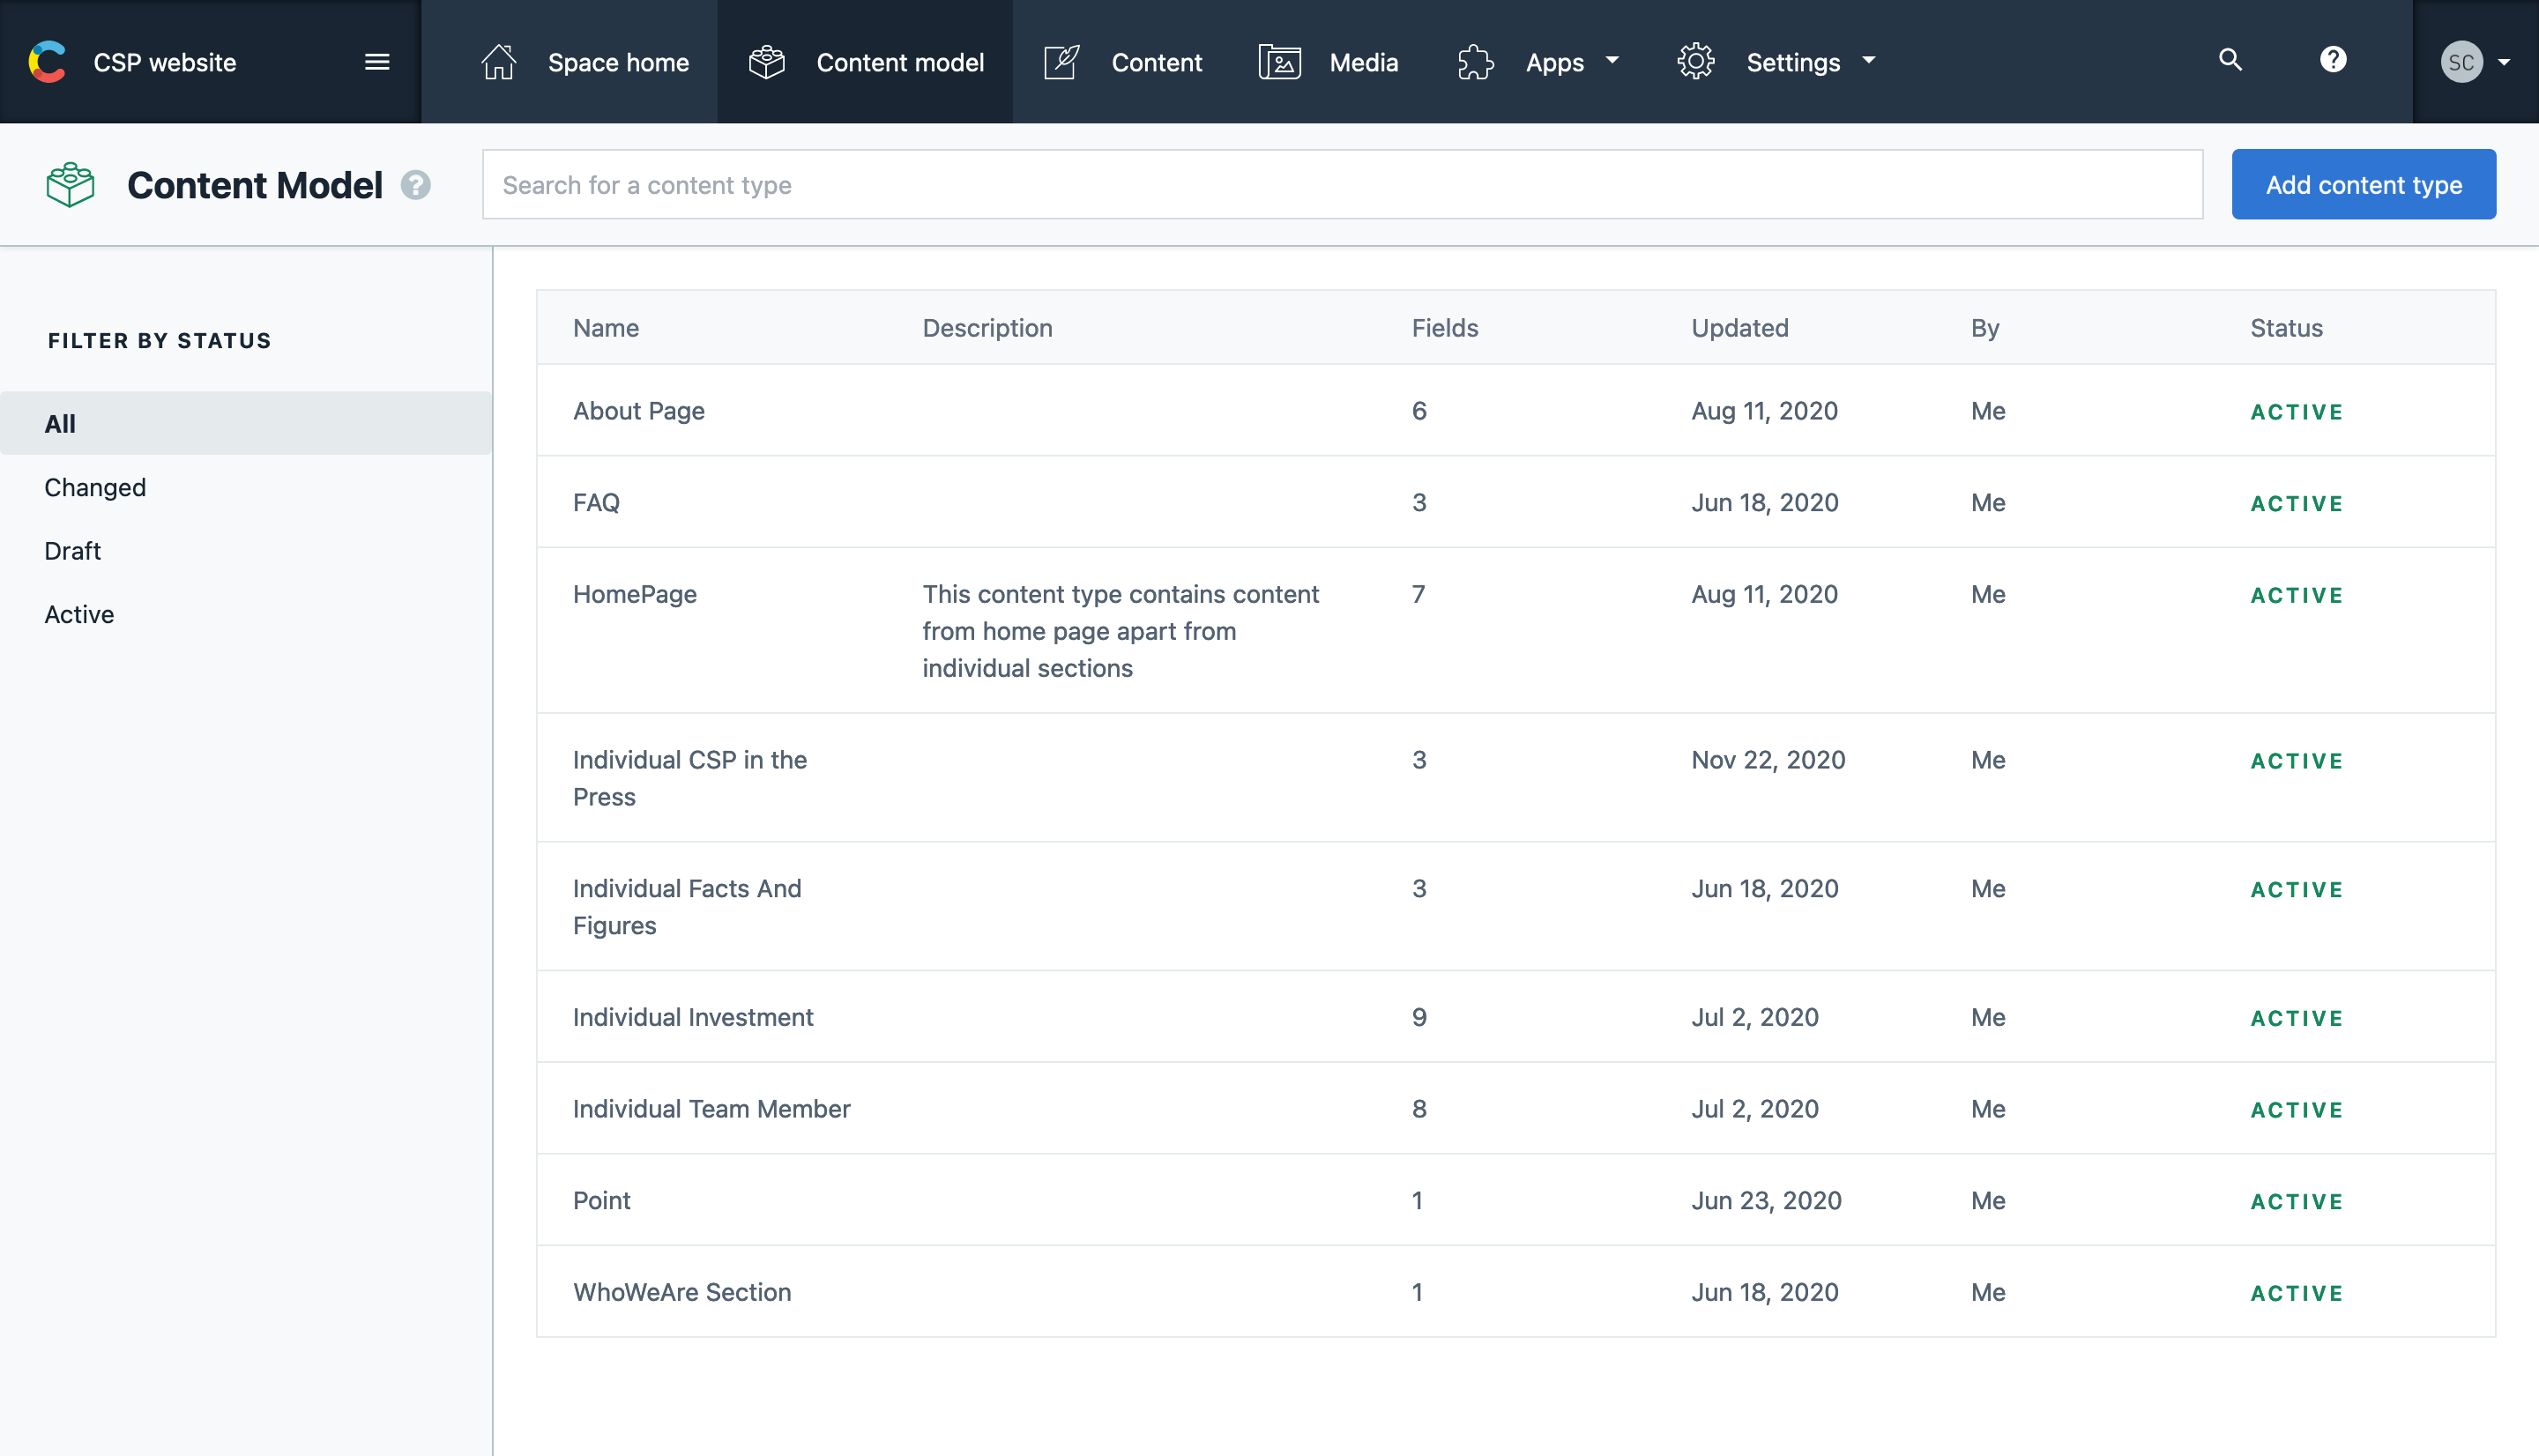 CSP website
Space home
Content model
Content
Media
Apps
Settings
?
SC
Content Model ?
Search for a content type
Add content type
FILTER BY STATUS
All
Changed
Draft
Active
Name Description Fields Updated By Status
About Page 6 Aug 11, 2020 Me ACTIVE
FAQ 3 Jun 18, 2020 Me ACTIVE
HomePage This content type contains content 7 Aug 11, 2020 Me ACTIVE
from home page apart from
individual sections
Individual CSP in the 3 Nov 22, 2020 Me ACTIVE
Press
Individual Facts And 3 Jun 18, 2020 Me ACTIVE
Figures
Individual Investment 9 Jul 2, 2020 Me ACTIVE
Individual Team Member 8 Jul 2, 2020 Me ACTIVE
Point 1 Jun 23, 2020 Me ACTIVE
WhoWeAre Section 1 Jun 18, 2020 Me ACTIVE